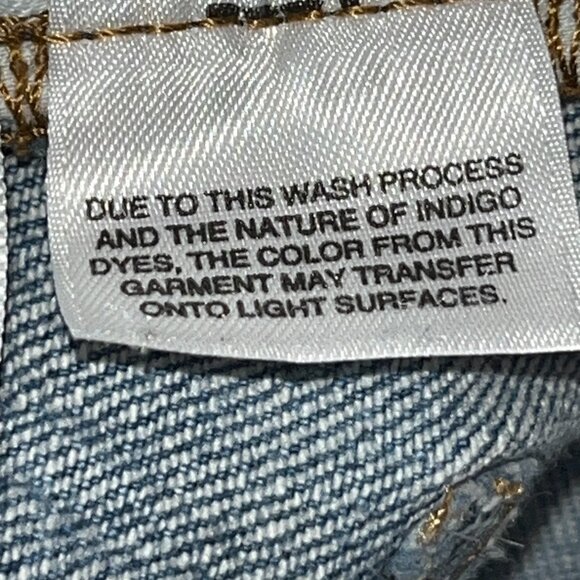 DUE TO THIS WASH PROCESS
AND THE NATURE OF INDIGO
DYES, THE COLOR FROM THIS
GARMENT MAY TRANSFER
ONTO LIGHT SURFACES.